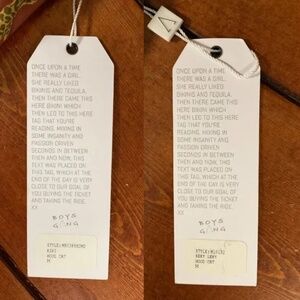 ONCE UPON A TIME
THERE WAS A GIRL.
SHE REALLY LIKED
BIKINIS AND TEQUILA.
THEN THERE CAME THIS
HERE BIKINI WHICH
THEN LED TO THIS HERE
TAG THAT YOU'RE
READING. MIXING IN
SOME INSANITY AND
PASSION DRIVEN
SECONDS IN BETWEEN
THEN AND NOW, THIS
TEXT WAS PLACED ON
THIS TAG, WHICH AT THE
END OF THE DAY IS VERY
CLOSE TO OUR GOAL OF
YOU BUYING THE TICKET
AND TAKING THE RIDE.
XX
BOYS
GANG
ONCE UPON A TIME
THERE WAS A GIRL.
SHE REALLY LIKED
BIKINIS AND TEQUILA.
THEN THERE CAME THIS
HERE BIKINI WHICH
THEN LED TO THIS HERE
TAG THAT YOU'RE
READING. MIXING IN
SOME INSANITY AND
PASSION DRIVEN
SECONDS IN BETWEEN
THEN AND NOW, THIS
TEXT WAS PLACED ON
THIS TAG, WHICH AT THE
END OF THE DAY IS VERY
CLOSE TO OUR GOAL OF
YOU BUYING THE TICKET
AND TAKING THE RIDE.
XX
BOYS
GANG